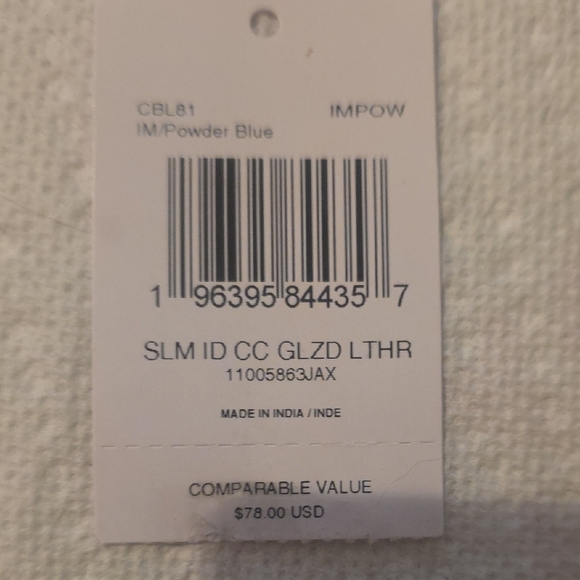 CBL81 IMPOW
IM/Powder Blue
1 96395 84435 7
SLM ID CC GLZD LTHR
11005863JAX
MADE IN INDIA / INDE
COMPARABLE VALUE
$78.00 USD